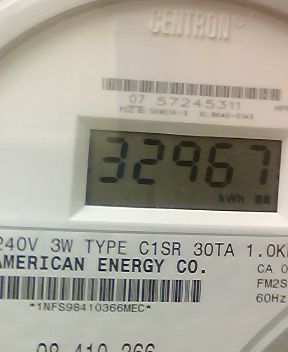 CENTRON
07 57245311
32967
kWh
240V 3W TYPE C1SR 30TA 1.0K
AMERICAN ENERGY CO.
CA 0
FM2S
60Hz
*1NFS98410366MEC*
98 410 366